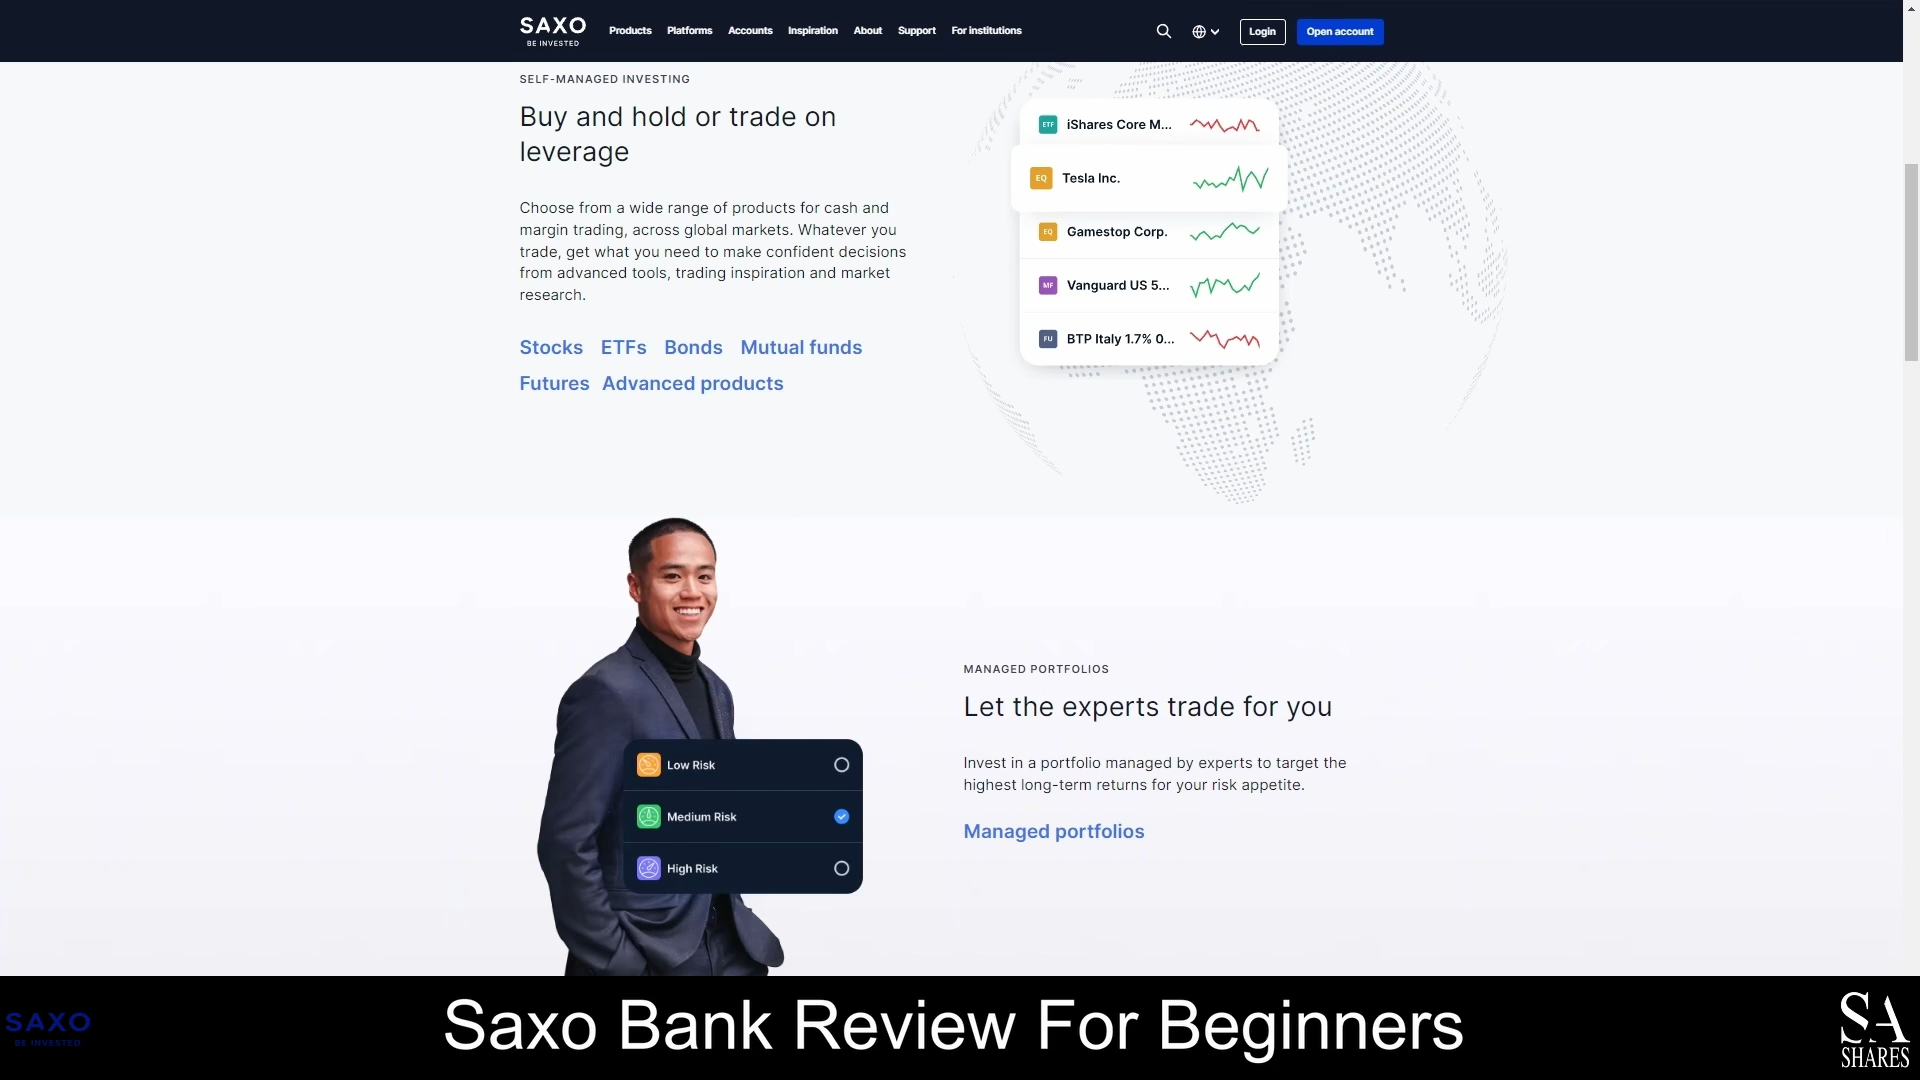 SAXO
BE INVESTED
Products Platforms Accounts Inspiration About Support For institutions
Login
Open account
SELF-MANAGED INVESTING
Buy and hold or trade on
leverage
Choose from a wide range of products for cash and
margin trading, across global markets. Whatever you
trade, get what you need to make confident decisions
from advanced tools, trading inspiration and market
research.
Stocks ETFs Bonds Mutual funds
Futures Advanced products
ETF iShares Core M...
EQ Tesla Inc.
EQ Gamestop Corp.
MF Vanguard US 5...
FU BTP Italy 1.7% 0...
Low Risk
Medium Risk
High Risk
MANAGED PORTFOLIOS
Let the experts trade for you
Invest in a portfolio managed by experts to target the
highest long-term returns for your risk appetite.
Managed portfolios
SAXO
BE INVESTED
Saxo Bank Review For Beginners
SA
SHARES